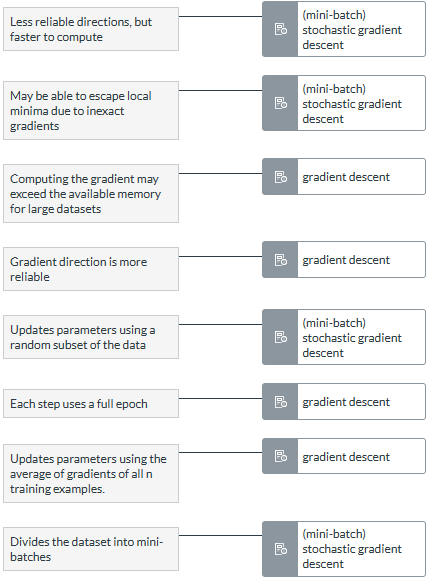 Less reliable directions, but
faster to compute
(mini-batch)
stochastic gradient
descent
May be able to escape local
minima due to inexact
gradients
(mini-batch)
stochastic gradient
descent
Computing the gradient may
exceed the available memory
for large datasets
gradient descent
Gradient direction is more
reliable
gradient descent
Updates parameters using a
random subset of the data
(mini-batch)
stochastic gradient
descent
Each step uses a full epoch
gradient descent
Updates parameters using the
average of gradients of all n
training examples.
gradient descent
Divides the dataset into mini-
batches
(mini-batch)
stochastic gradient
descent